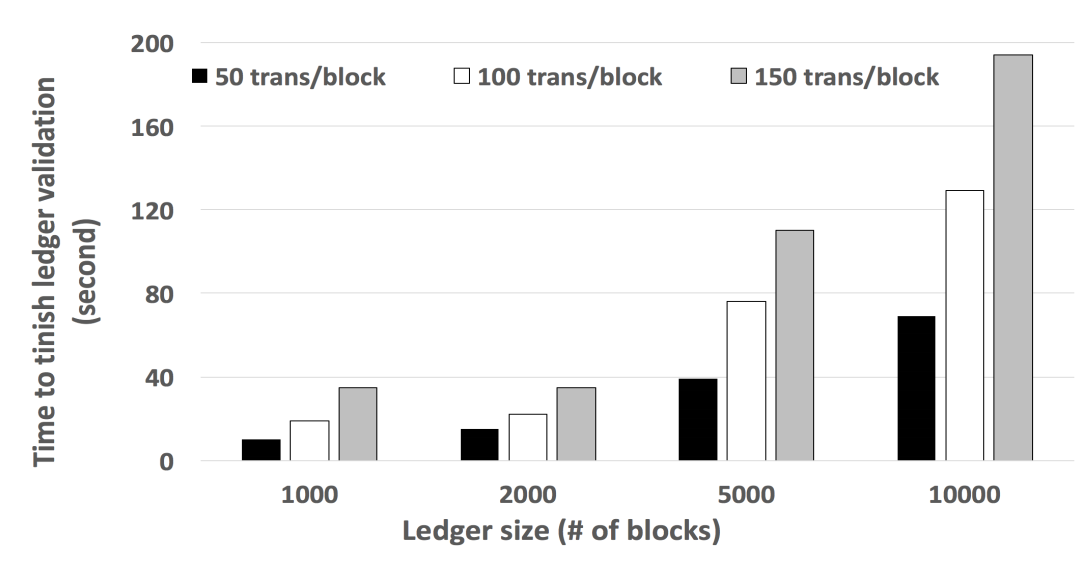 200
50 trans/block 100 trans/block 150 trans/block
160
120
80
40
0
Time to tinish ledger validation
(second)
1000 2000 5000 10000
Ledger size (# of blocks)